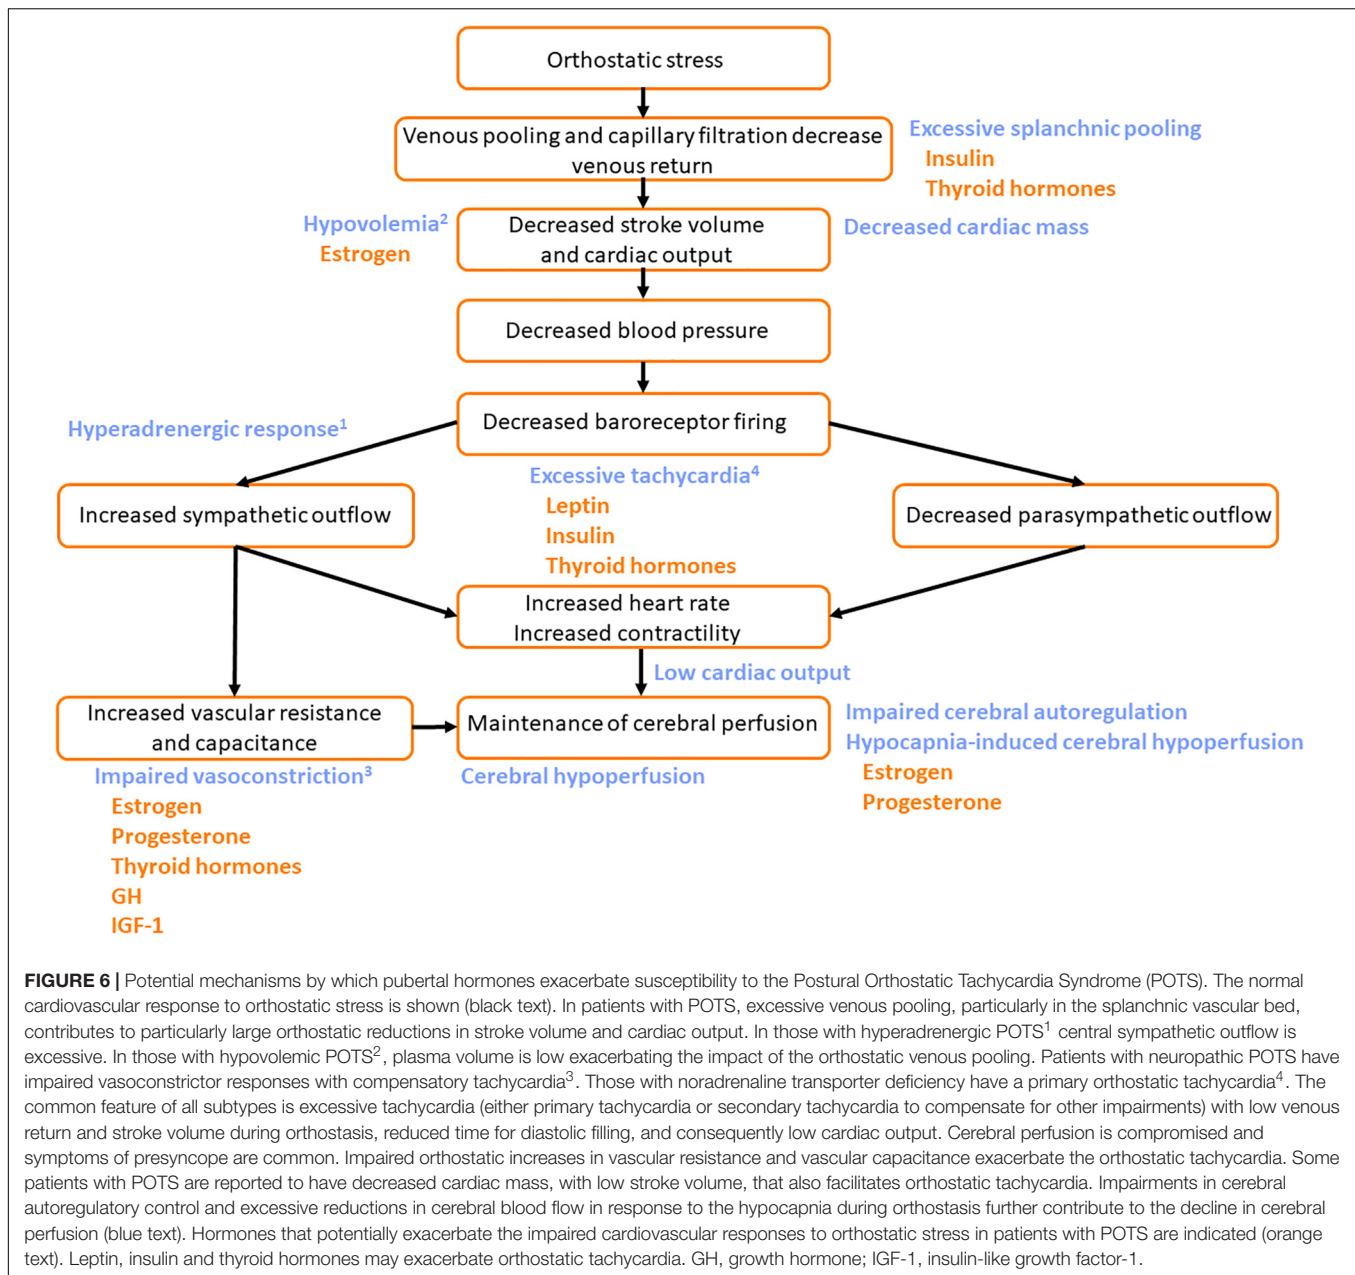 Orthostatic stress
Venous pooling and capillary filtration decrease
venous return
Excessive splanchnic pooling
Insulin
Thyroid hormones
Hypovolemia²
Estrogen
Decreased stroke volume
and cardiac output
Decreased cardiac mass
Decreased blood pressure
Decreased baroreceptor firing
Hyperadrenergic response¹
Excessive tachycardia⁴
Leptin
Insulin
Thyroid hormones
Increased sympathetic outflow
Decreased parasympathetic outflow
Increased heart rate
Increased contractility
Low cardiac output
Increased vascular resistance
and capacitance
Maintenance of cerebral perfusion
Impaired cerebral autoregulation
Hypocapnia-induced cerebral hypoperfusion
Estrogen
Progesterone
Impaired vasoconstriction³
Estrogen
Progesterone
Thyroid hormones
GH
IGF-1
Cerebral hypoperfusion
FIGURE 6 | Potential mechanisms by which pubertal hormones exacerbate susceptibility to the Postural Orthostatic Tachycardia Syndrome (POTS). The normal
cardiovascular response to orthostatic stress is shown (black text). In patients with POTS, excessive venous pooling, particularly in the splanchnic vascular bed,
contributes to particularly large orthostatic reductions in stroke volume and cardiac output. In those with hyperadrenergic POTS¹ central sympathetic outflow is
excessive. In those with hypovolemic POTS², plasma volume is low exacerbating the impact of the orthostatic venous pooling. Patients with neuropathic POTS have
impaired vasoconstrictor responses with compensatory tachycardia³. Those with noradrenaline transporter deficiency have a primary orthostatic tachycardia⁴. The
common feature of all subtypes is excessive tachycardia (either primary tachycardia or secondary tachycardia to compensate for other impairments) with low venous
return and stroke volume during orthostasis, reduced time for diastolic filling, and consequently low cardiac output. Cerebral perfusion is compromised and
symptoms of presyncope are common. Impaired orthostatic increases in vascular resistance and vascular capacitance exacerbate the orthostatic tachycardia. Some
patients with POTS are reported to have decreased cardiac mass, with low stroke volume, that also facilitates orthostatic tachycardia. Impairments in cerebral
autoregulatory control and excessive reductions in cerebral blood flow in response to the hypocapnia during orthostasis further contribute to the decline in cerebral
perfusion (blue text). Hormones that potentially exacerbate the impaired cardiovascular responses to orthostatic stress in patients with POTS are indicated (orange
text). Leptin, insulin and thyroid hormones may exacerbate orthostatic tachycardia. GH, growth hormone; IGF-1, insulin-like growth factor-1.